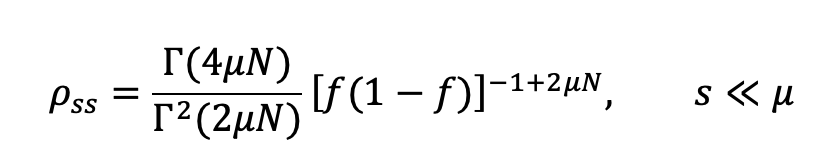 ρ_ss = Γ(4μN) / Γ²(2μN) [f(1 − f)]^(−1+2μN), s ≪ μ